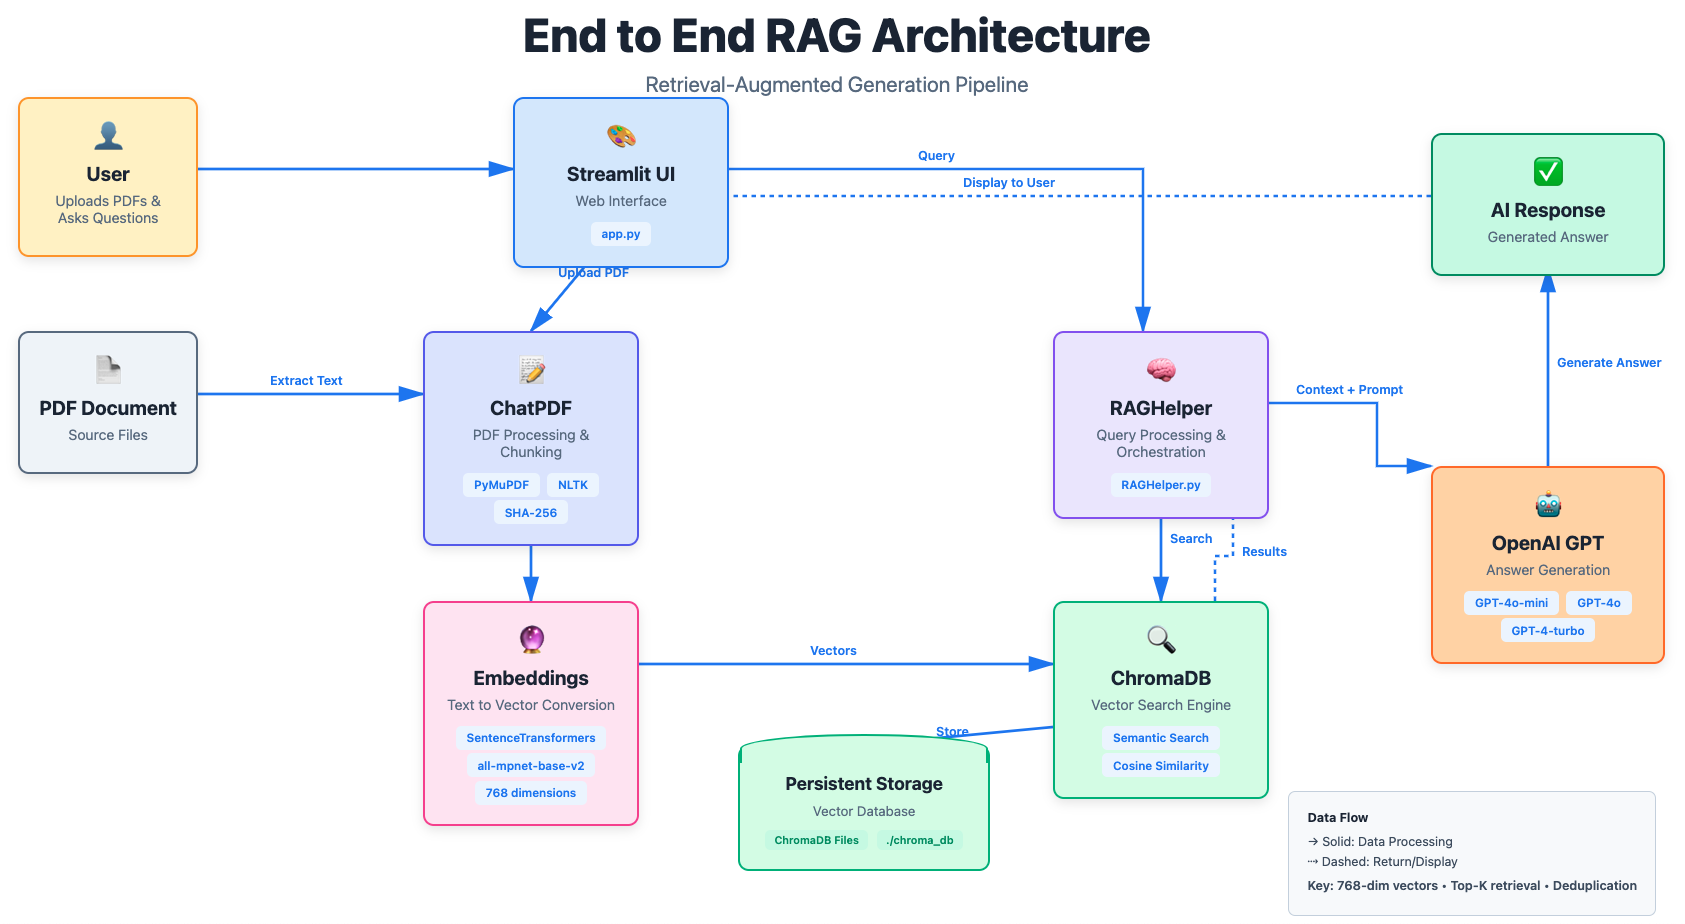 End to End RAG Architecture
Retrieval-Augmented Generation Pipeline
User
Uploads PDFs &
Asks Questions
Streamlit UI
Web Interface
app.py
Query
Display to User
AI Response
Generated Answer
Upload PDF
PDF Document
Source Files
Extract Text
ChatPDF
PDF Processing &
Chunking
PyMuPDF NLTK
SHA-256
RAGHelper
Query Processing &
Orchestration
RAGHelper.py
Context + Prompt
Generate Answer
Search
Results
OpenAI GPT
Answer Generation
GPT-4o-mini GPT-4o
GPT-4-turbo
Embeddings
Text to Vector Conversion
SentenceTransformers
all-mpnet-base-v2
768 dimensions
Vectors
ChromaDB
Vector Search Engine
Semantic Search
Cosine Similarity
Store
Persistent Storage
Vector Database
ChromaDB Files ./chroma_db
Data Flow
→ Solid: Data Processing
⇢ Dashed: Return/Display
Key: 768-dim vectors • Top-K retrieval • Deduplication